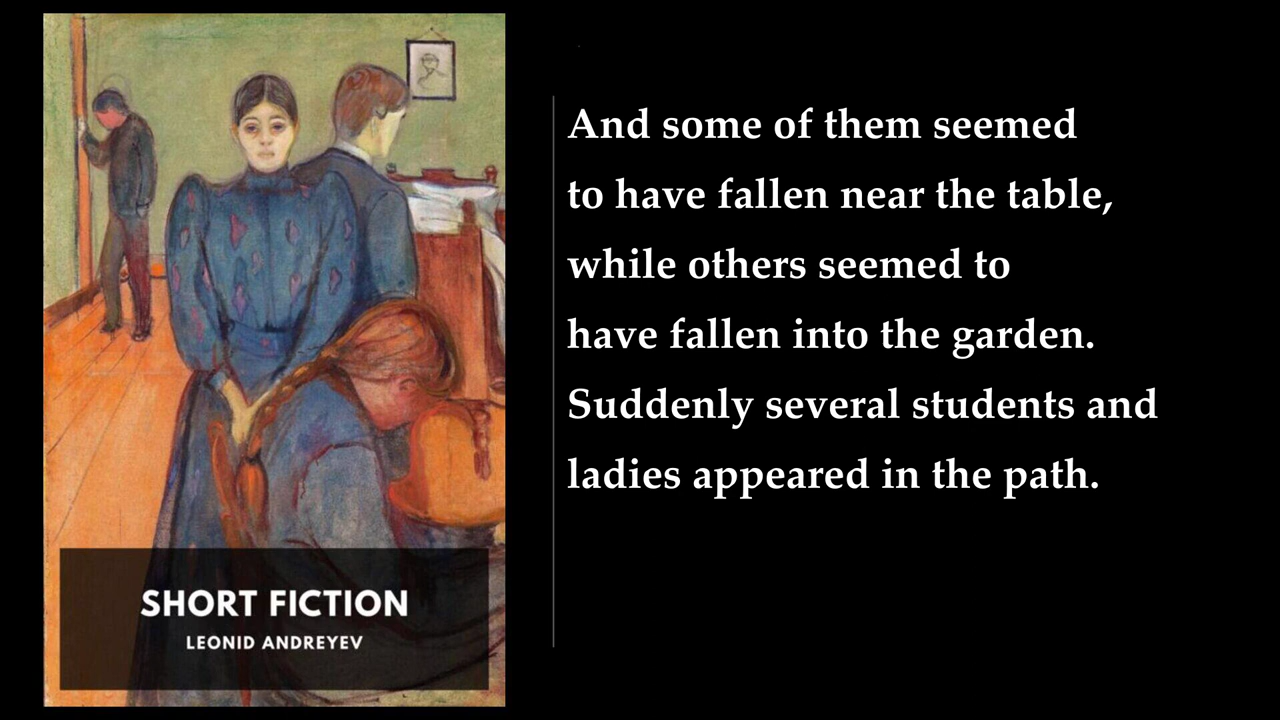 SHORT FICTION
LEONID ANDREYEV
And some of them seemed
to have fallen near the table,
while others seemed to
have fallen into the garden.
Suddenly several students and
ladies appeared in the path.